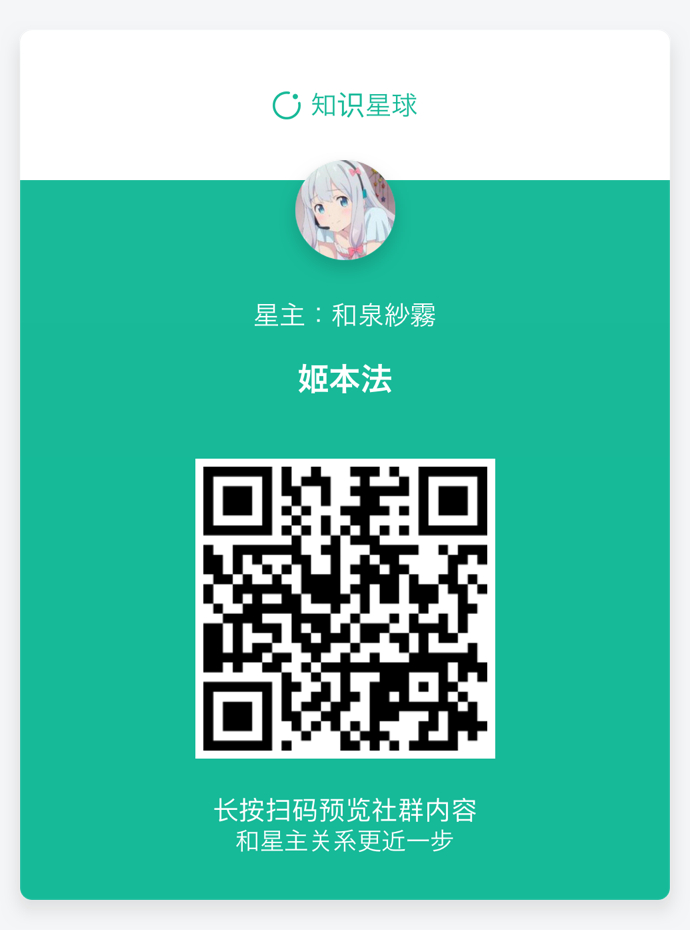 知识星球
星主：和泉紗霧
姬本法
长按扫码预览社群内容
和星主关系更近一步